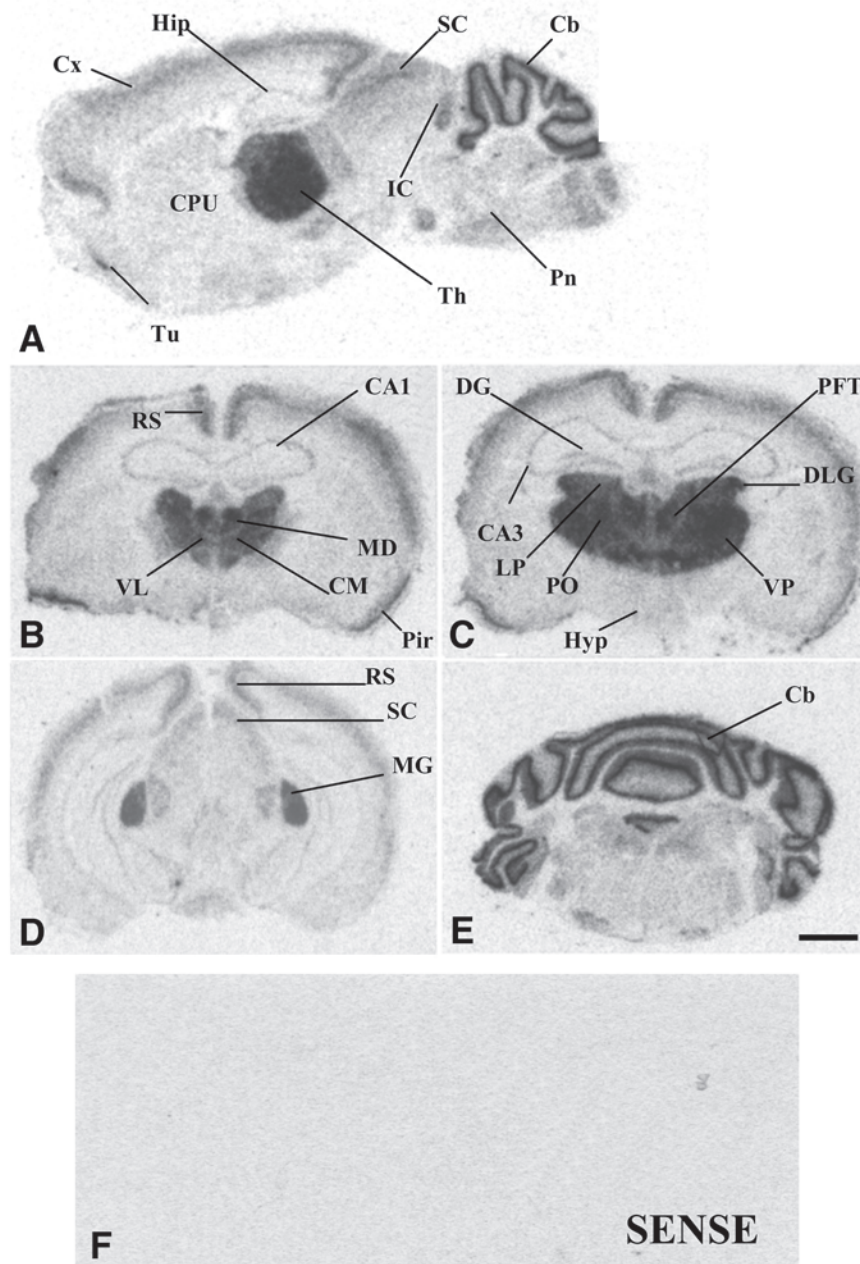 Hip SC Cb
Cx
CPU IC
Th Pn
Tu
A
CA1
RS
MD
VL CM
B Pir
DG PFT
DLG
CA3
LP PO VP
C Hyp
RS
SC
MG
D
Cb
E
SENSE
F